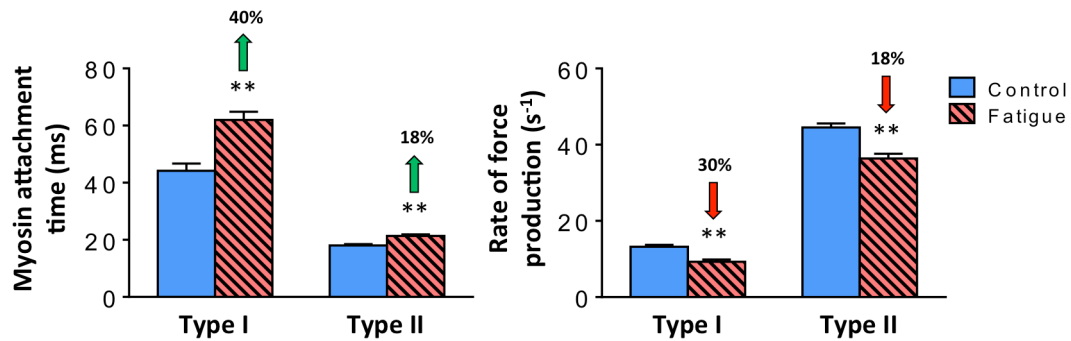 40%
Myosin attachment
time (ms)
80
60
40
20
0
**
18%
**
Type I
Type II
Rate of force
production (s⁻¹)
60
40
20
0
30%
**
18%
**
Type I
Type II
Control
Fatigue